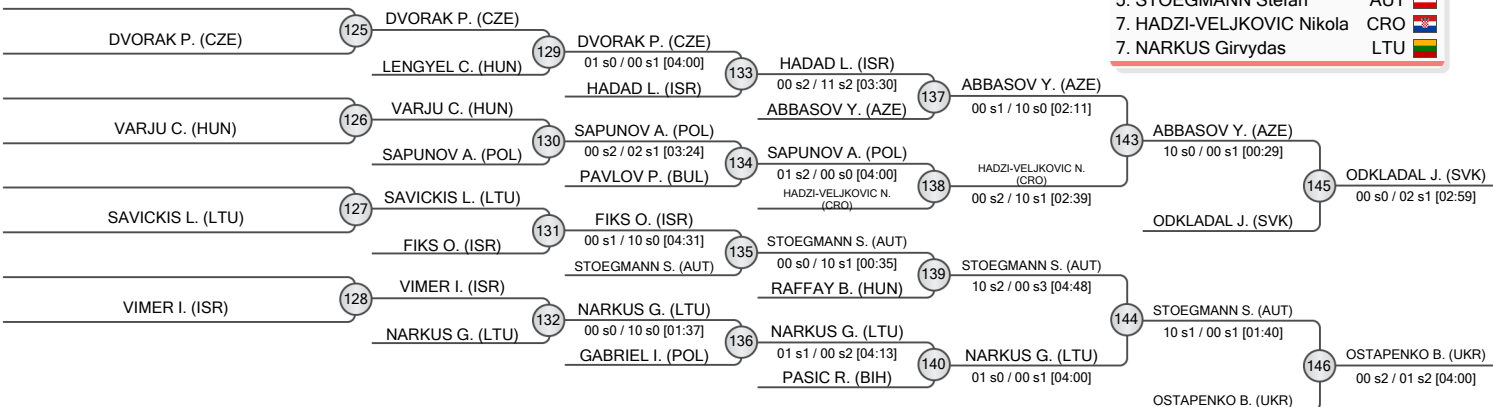 5. STOEGMANN Stefan AUT
7. HADZI-VELJKOVIC Nikola CRO
7. NARKUS Girvydas LTU
DVORAK P. (CZE)
125
DVORAK P. (CZE)
LENGYEL C. (HUN)
129
DVORAK P. (CZE)
01 s0 / 00 s1 [04:00]
HADAD L. (ISR)
133
HADAD L. (ISR)
00 s2 / 11 s2 [03:30]
ABBASOV Y. (AZE)
137
ABBASOV Y. (AZE)
00 s1 / 10 s0 [02:11]
VARJU C. (HUN)
126
VARJU C. (HUN)
SAPUNOV A. (POL)
130
SAPUNOV A. (POL)
00 s2 / 02 s1 [03:24]
PAVLOV P. (BUL)
134
SAPUNOV A. (POL)
01 s2 / 00 s0 [04:00]
HADZI-VELJKOVIC N.
(CRO)
138
HADZI-VELJKOVIC N.
(CRO)
00 s2 / 10 s1 [02:39]
143
ABBASOV Y. (AZE)
10 s0 / 00 s1 [00:29]
ODKLADAL J. (SVK)
145
ODKLADAL J. (SVK)
00 s0 / 02 s1 [02:59]
SAVICKIS L. (LTU)
127
SAVICKIS L. (LTU)
FIKS O. (ISR)
131
FIKS O. (ISR)
00 s1 / 10 s0 [04:31]
STOEGMANN S. (AUT)
135
STOEGMANN S. (AUT)
00 s0 / 10 s1 [00:35]
RAFFAY B. (HUN)
139
STOEGMANN S. (AUT)
10 s2 / 00 s3 [04:48]
VIMER I. (ISR)
128
VIMER I. (ISR)
NARKUS G. (LTU)
132
NARKUS G. (LTU)
00 s0 / 10 s0 [01:37]
GABRIEL I. (POL)
136
NARKUS G. (LTU)
01 s1 / 00 s2 [04:13]
PASIC R. (BIH)
140
NARKUS G. (LTU)
01 s0 / 00 s1 [04:00]
144
STOEGMANN S. (AUT)
10 s1 / 00 s1 [01:40]
OSTAPENKO B. (UKR)
146
OSTAPENKO B. (UKR)
00 s2 / 01 s2 [04:00]